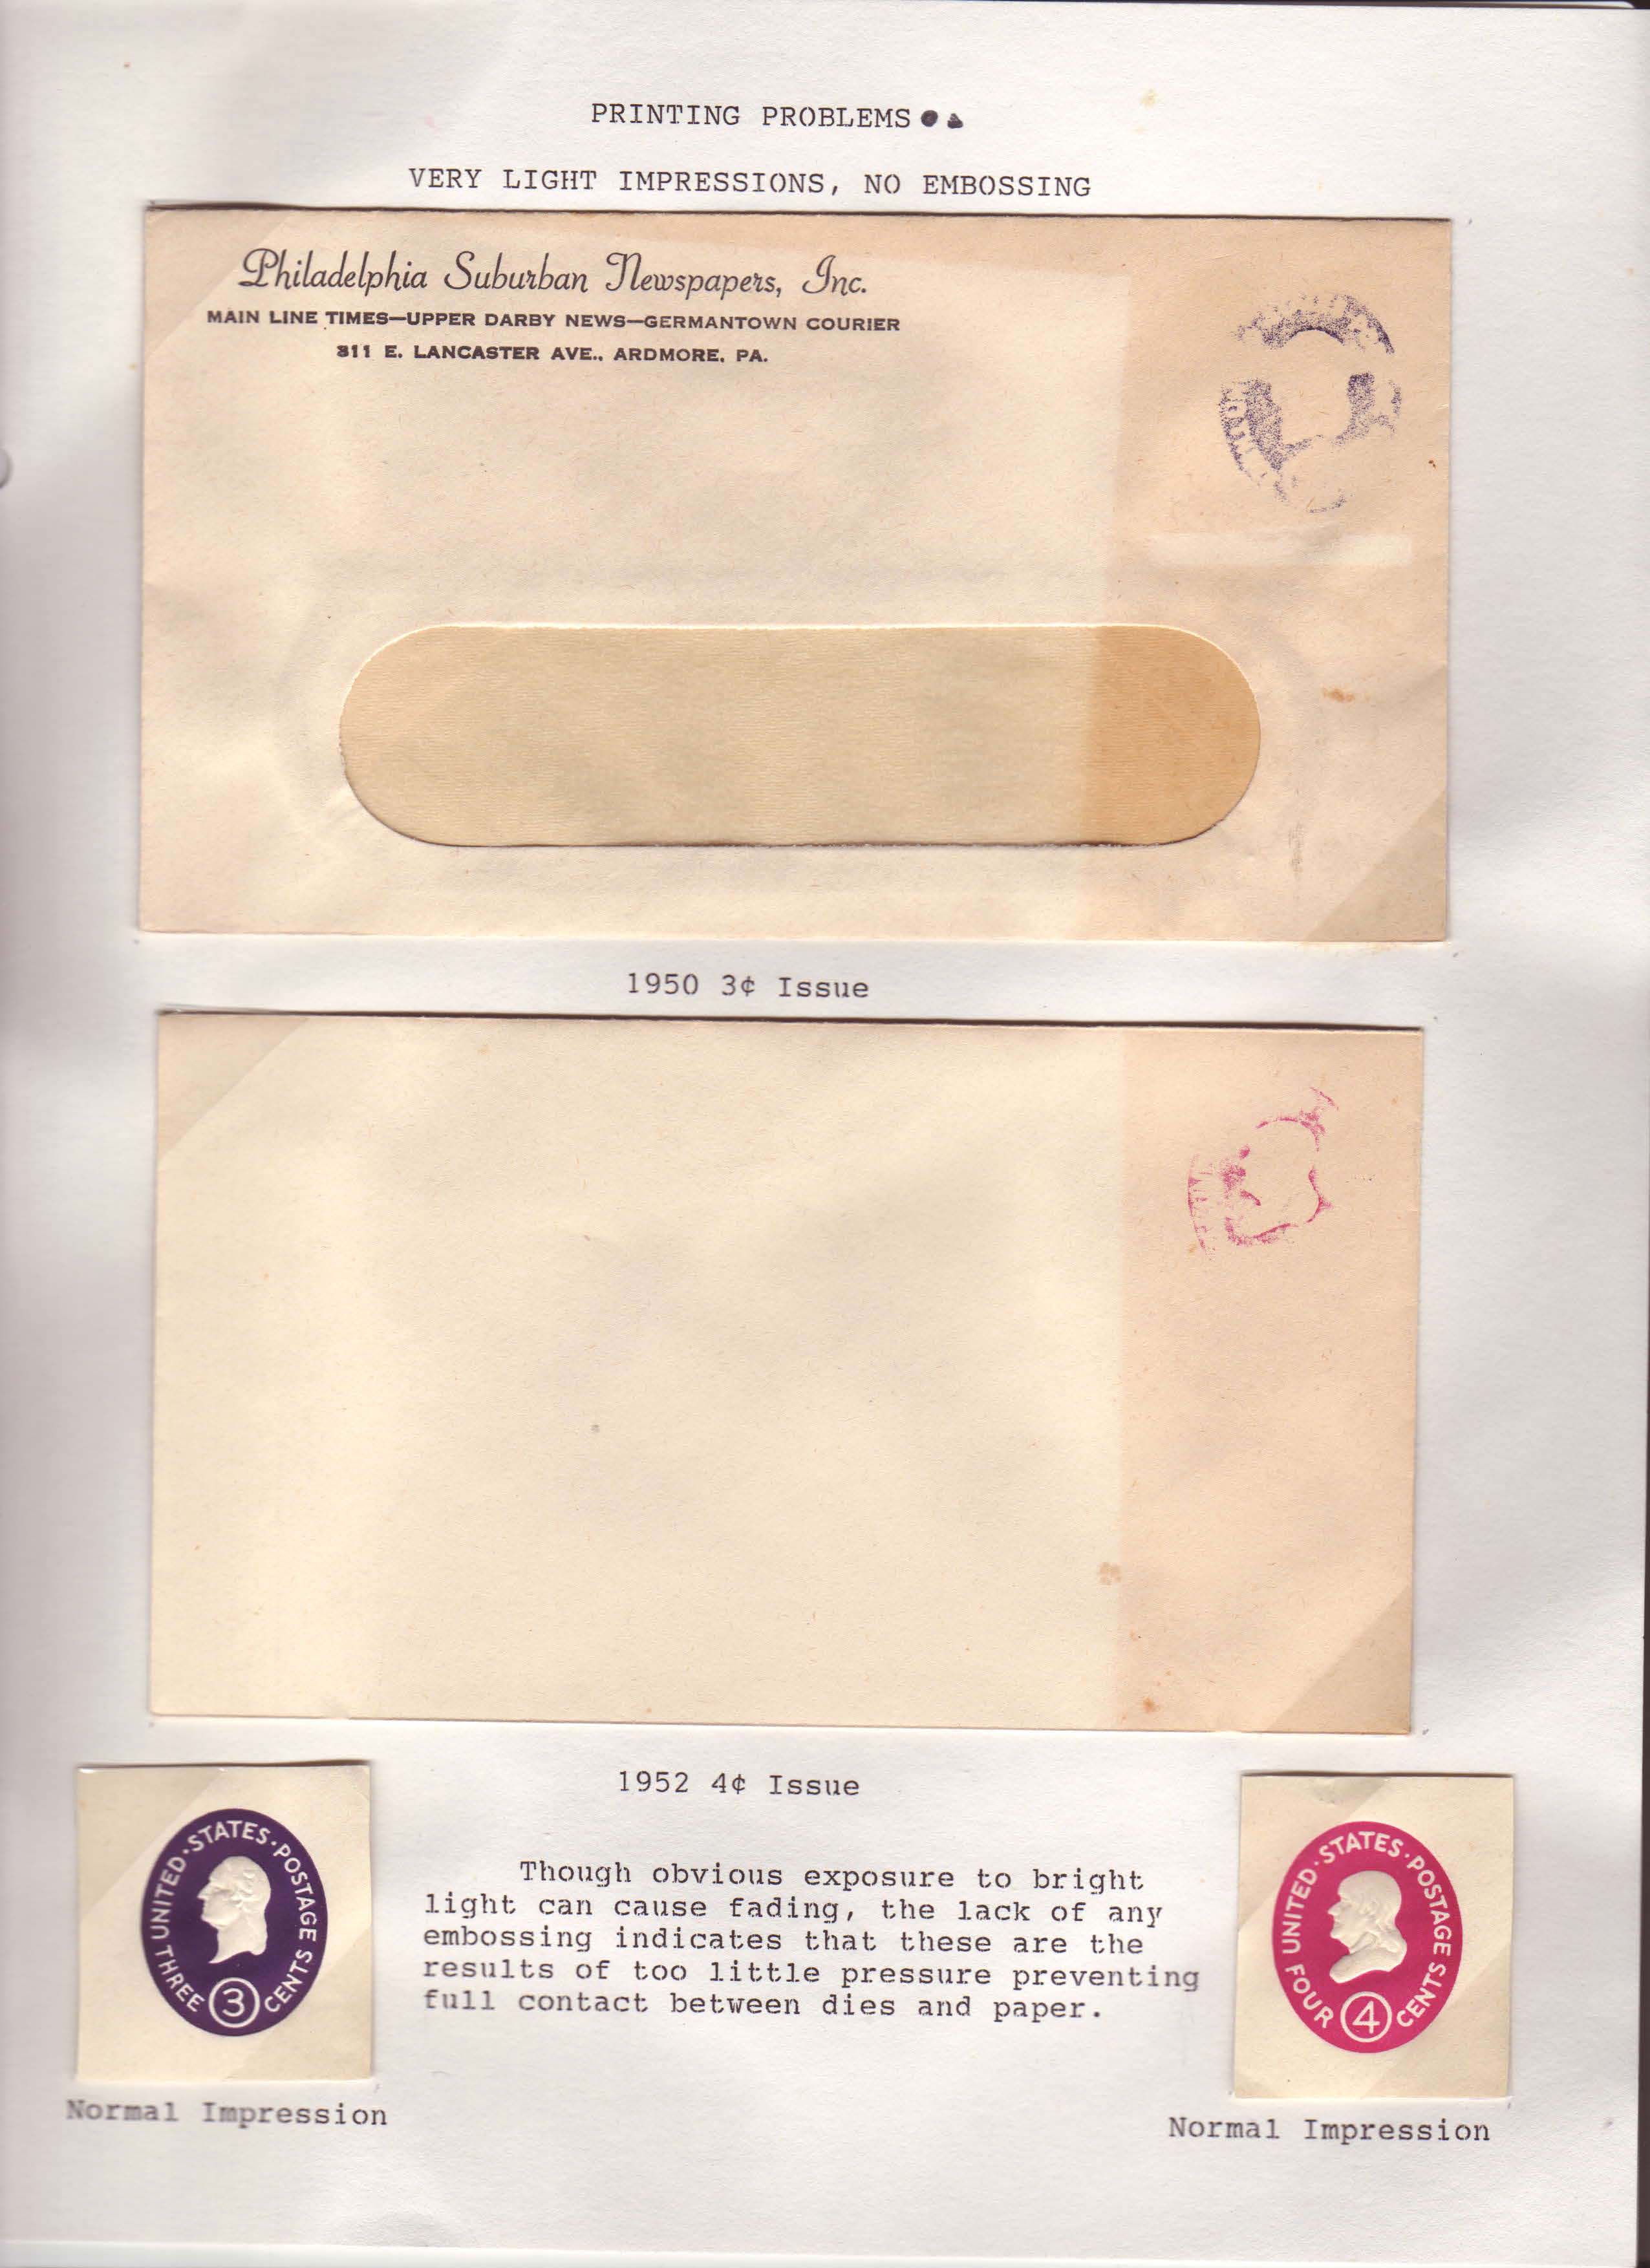 PRINTING PROBLEMS
VERY LIGHT IMPRESSIONS, NO EMBOSSING
Philadelphia Suburban Newspapers, Inc.
MAIN LINE TIMES—UPPER DARBY NEWS—GERMANTOWN COURIER
311 E. LANCASTER AVE., ARDMORE, PA.
1950 3¢ Issue
1952 4¢ Issue
UNITED·STATES·POSTAGE
THREE 3 CENTS
Though obvious exposure to bright
light can cause fading, the lack of any
embossing indicates that these are the
results of too little pressure preventing
full contact between dies and paper.
UNITED·STATES·POSTAGE
FOUR 4 CENTS
Normal Impression
Normal Impression